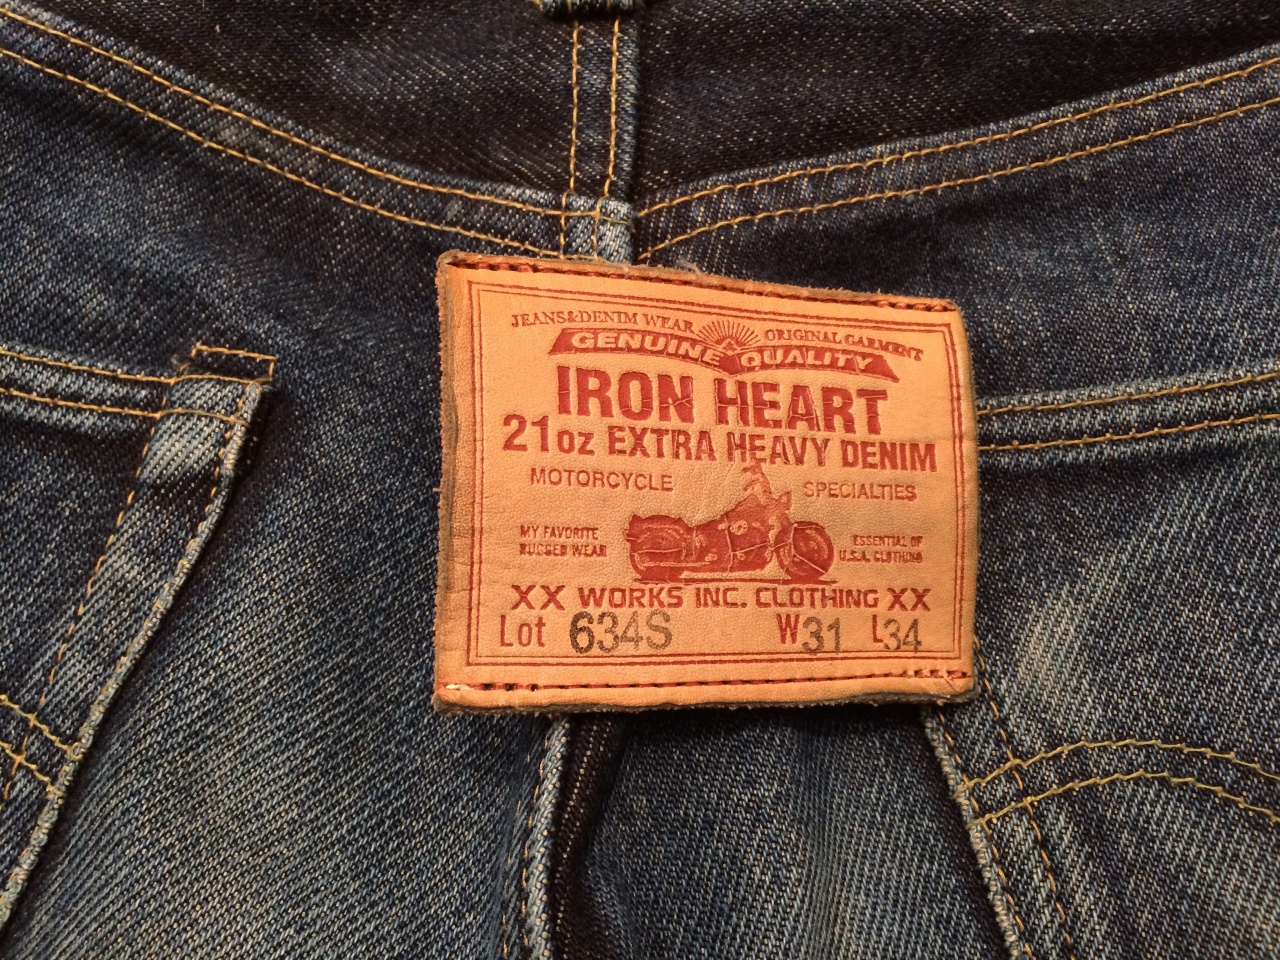 JEANS&DENIM WEAR ORIGINAL GARMENT
GENUINE QUALITY
IRON HEART
21oz EXTRA HEAVY DENIM
MOTORCYCLE SPECIALTIES
MY FAVORITE
RUGGED WEAR
ESSENTIAL OF
U.S.A. CLOTHING
XX WORKS INC. CLOTHING XX
Lot 634S W31 L34